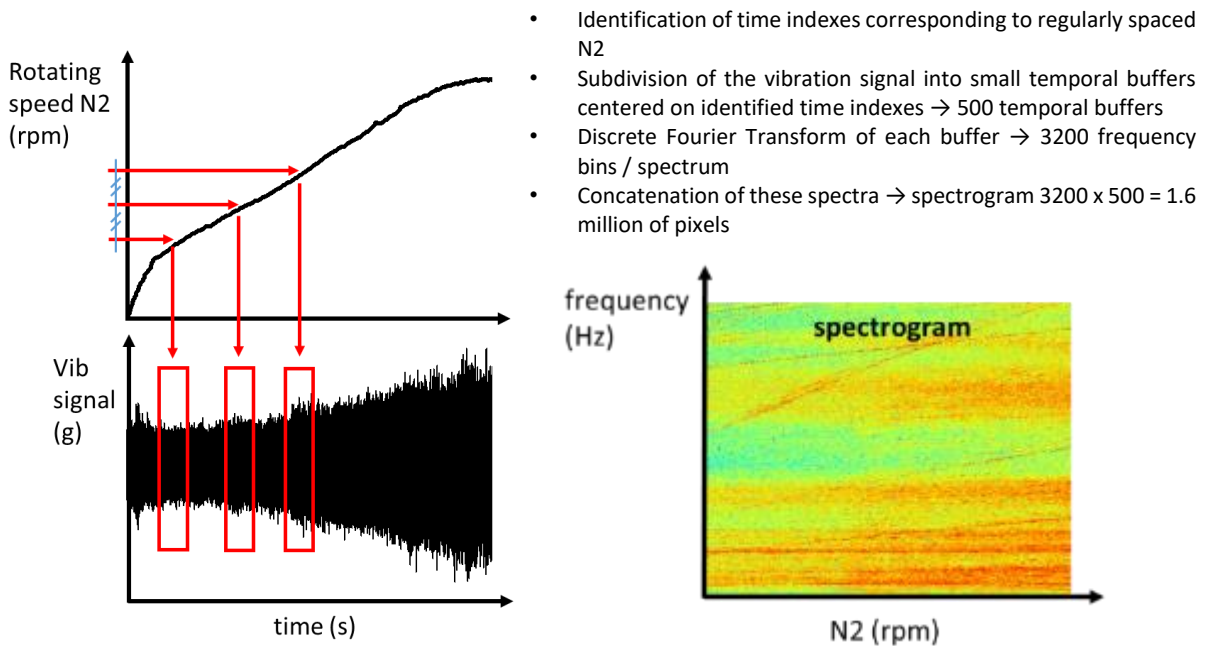 Rotating
speed N2
(rpm)
Vib
signal
(g)
time (s)
• Identification of time indexes corresponding to regularly spaced
N2
• Subdivision of the vibration signal into small temporal buffers
centered on identified time indexes → 500 temporal buffers
• Discrete Fourier Transform of each buffer → 3200 frequency
bins / spectrum
• Concatenation of these spectra → spectrogram 3200 x 500 = 1.6
million of pixels
frequency
(Hz)
spectrogram
N2 (rpm)